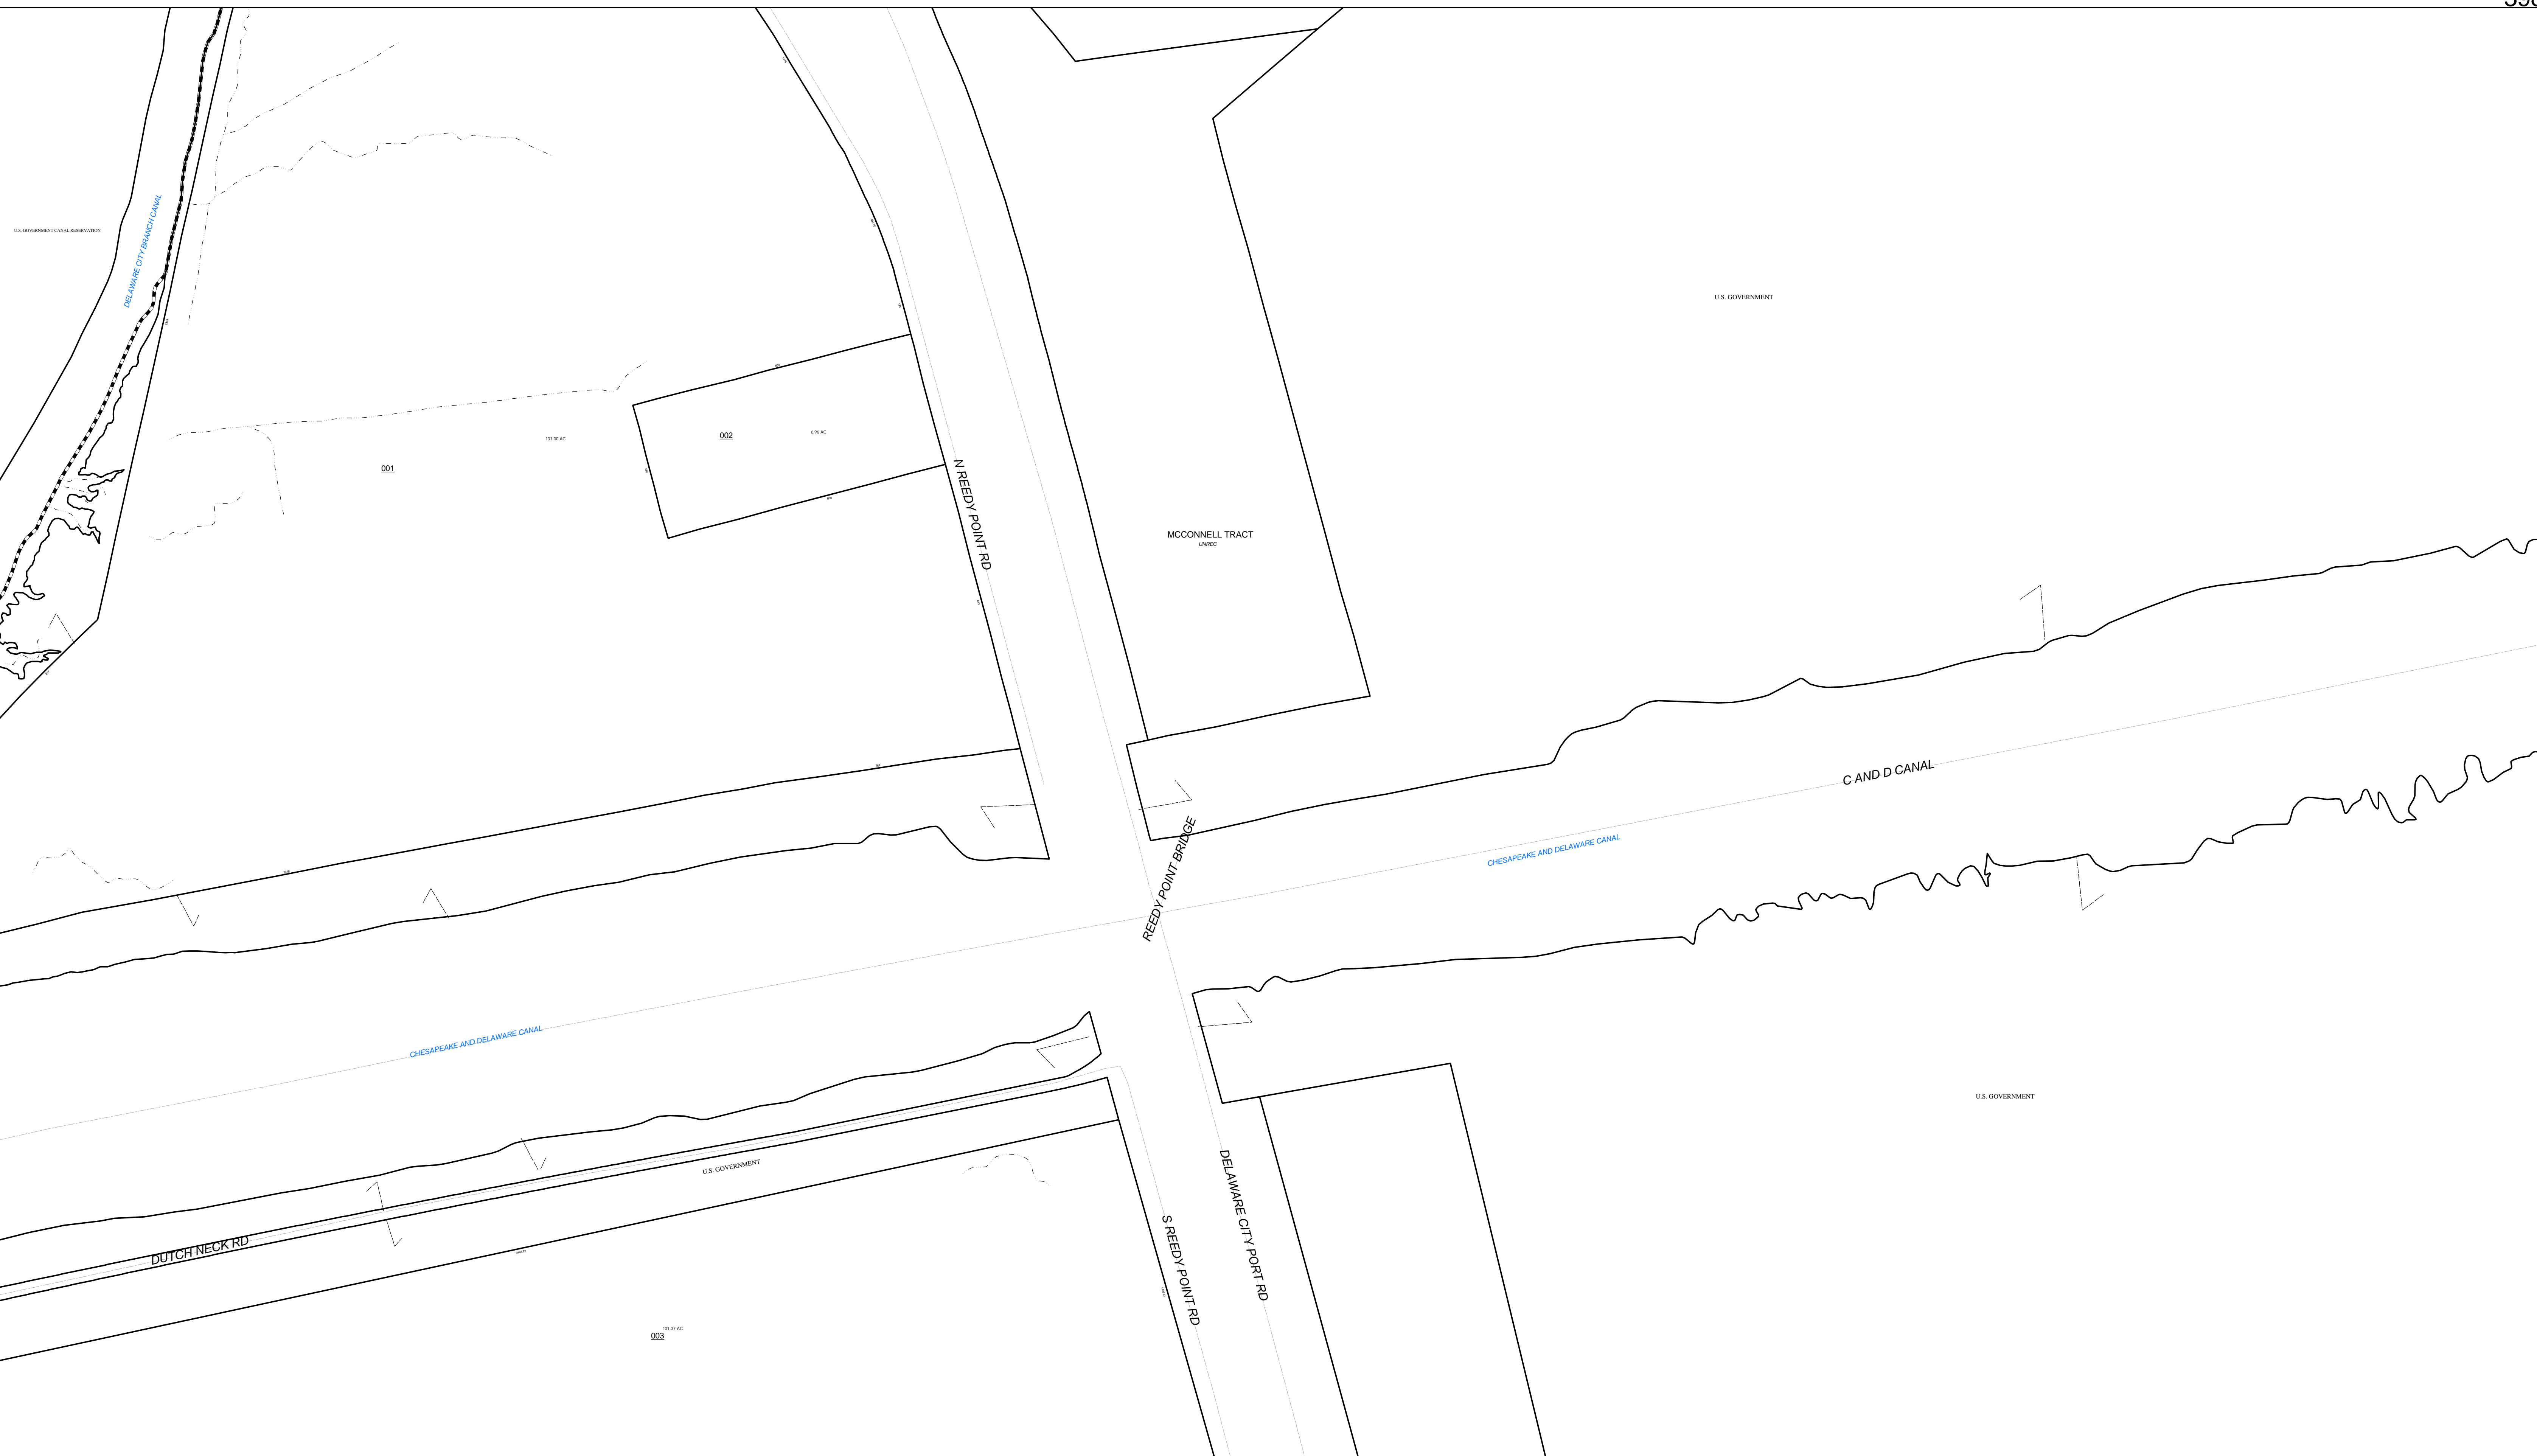 DELAWARE CITY BRANCH CANAL
U.S. GOVERNMENT CANAL RESERVATION
U.S. GOVERNMENT
002
6.96 AC
131.00 AC
001
N REEDY POINT RD
MCCONNELL TRACT
UNREC
C AND D CANAL
CHESAPEAKE AND DELAWARE CANAL
REEDY POINT BRIDGE
CHESAPEAKE AND DELAWARE CANAL
U.S. GOVERNMENT
U.S. GOVERNMENT
DUTCH NECK RD
S REEDY POINT RD
DELAWARE CITY PORT RD
101.37 AC
003